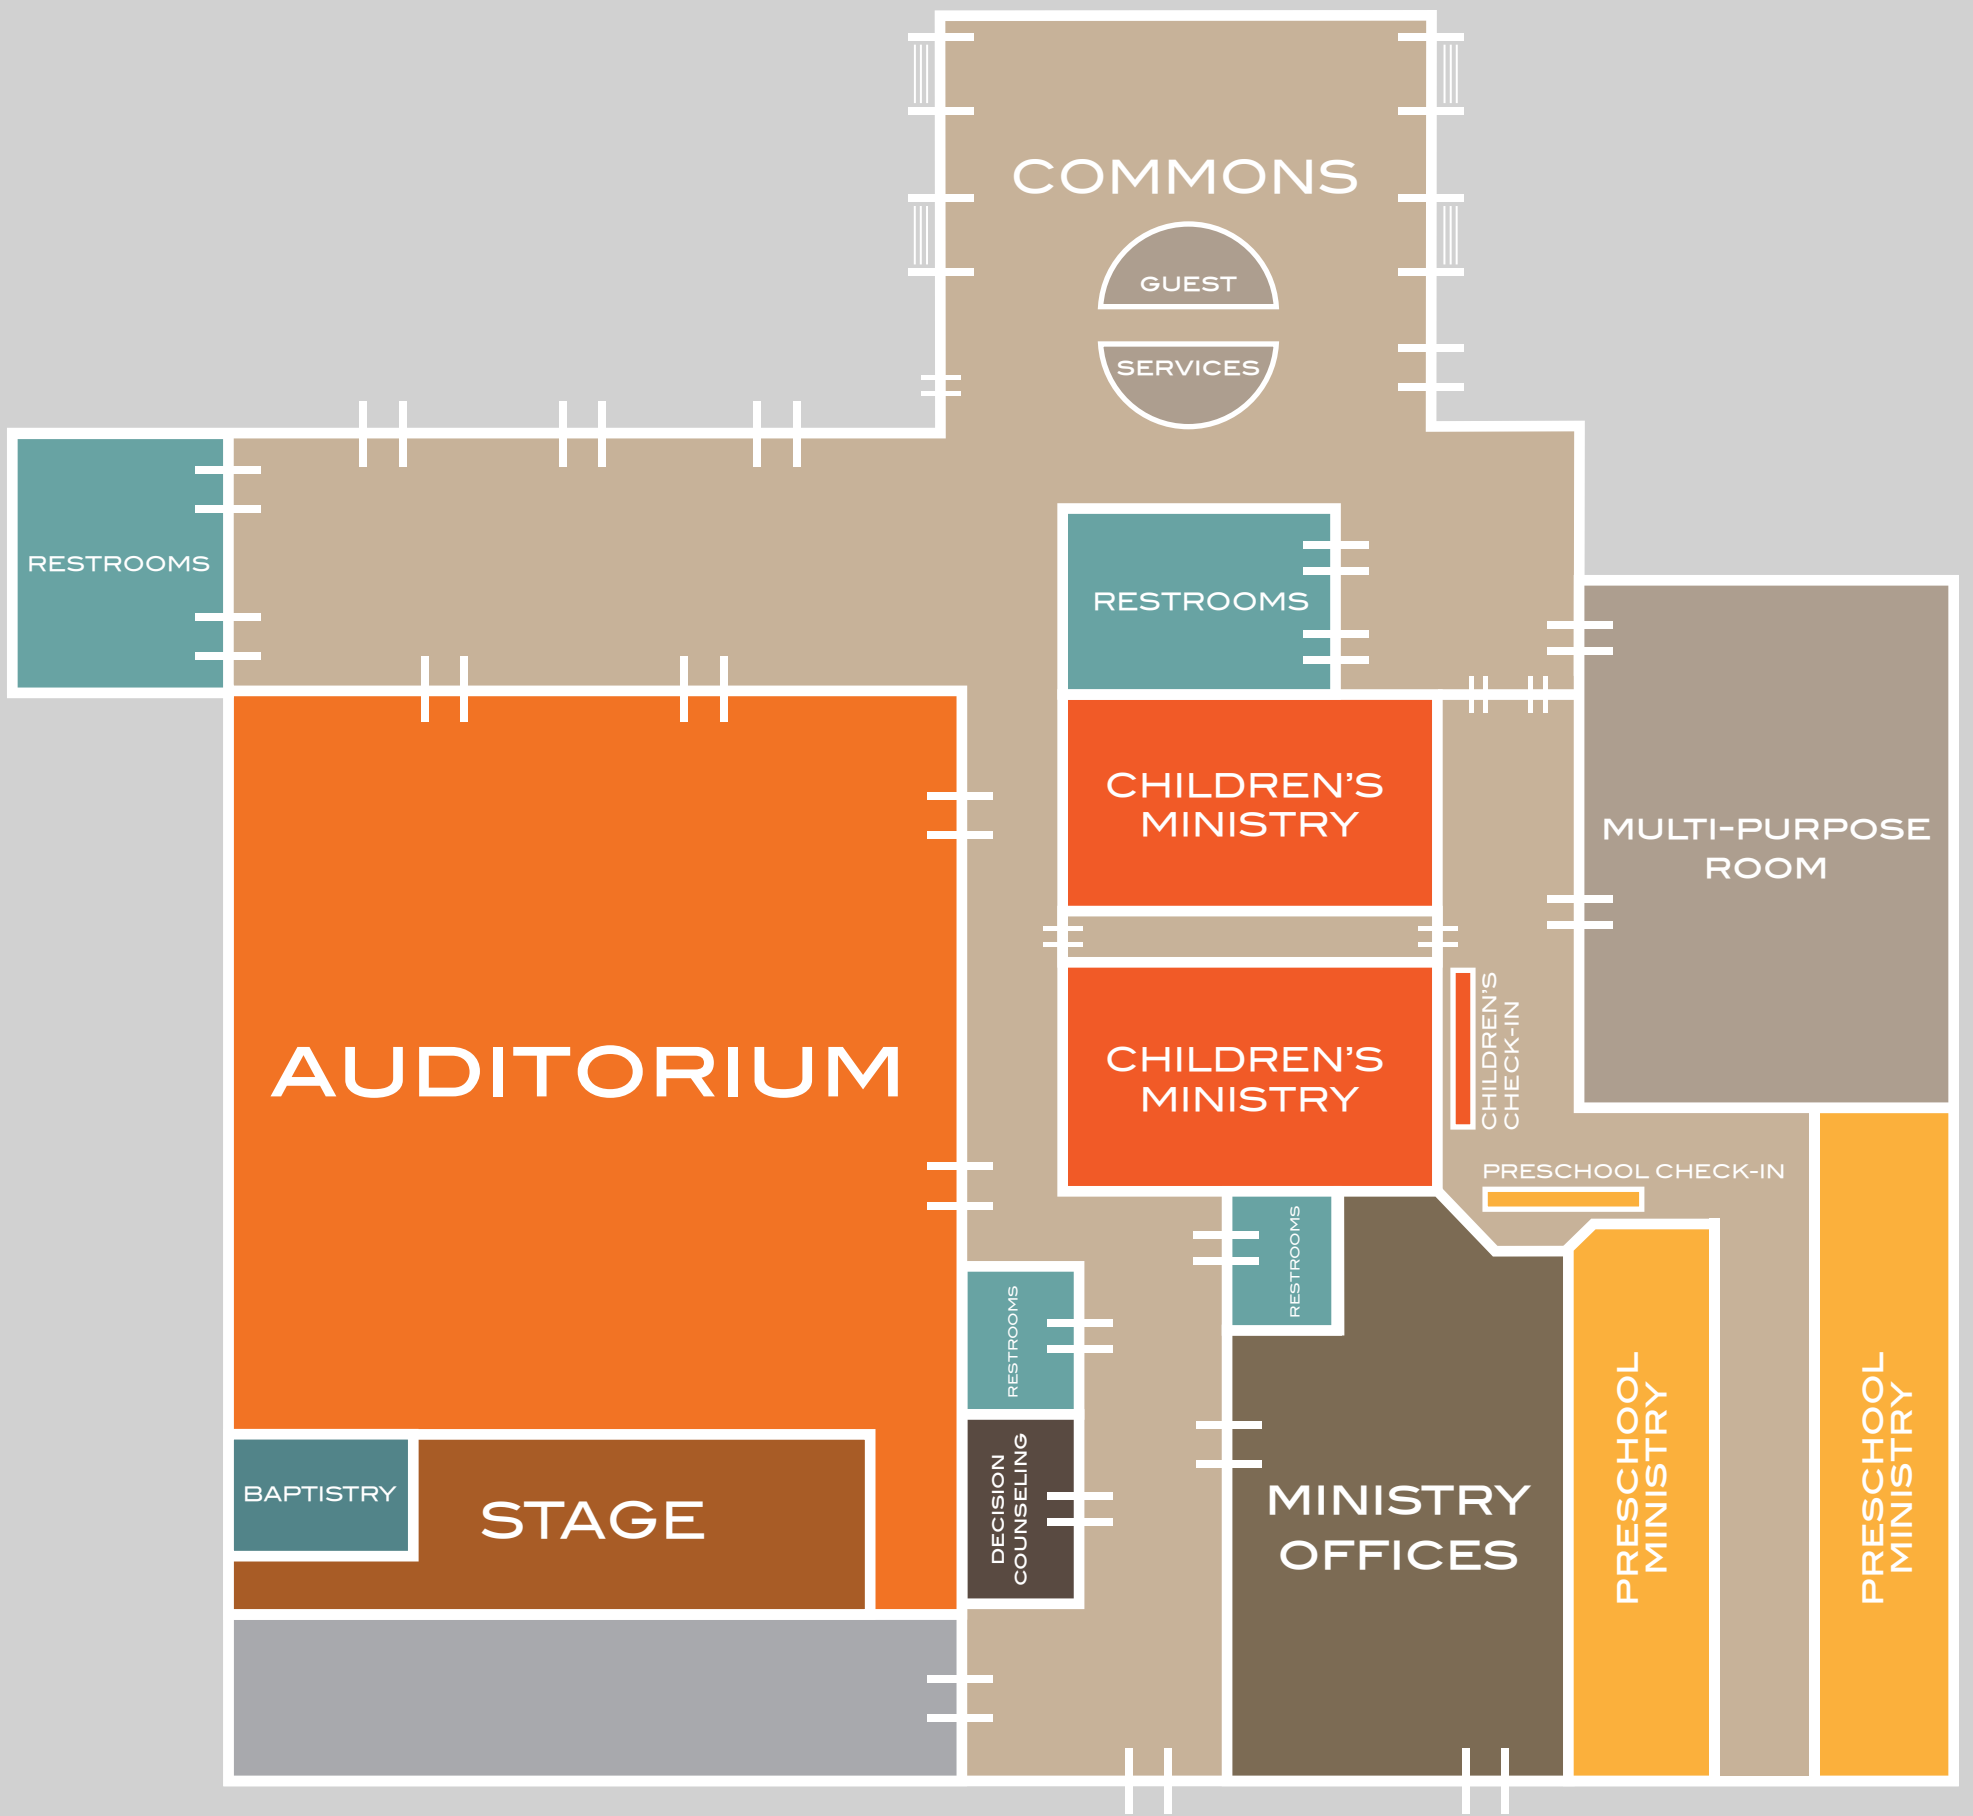 COMMONS
GUEST
SERVICES
RESTROOMS
RESTROOMS
CHILDREN'S
MINISTRY
MULTI-PURPOSE
ROOM
AUDITORIUM
CHILDREN'S
MINISTRY
CHILDREN'S
CHECK-IN
PRESCHOOL CHECK-IN
RESTROOMS
RESTROOMS
BAPTISTRY
STAGE
DECISION
COUNSELING
MINISTRY
OFFICES
PRESCHOOL
MINISTRY
PRESCHOOL
MINISTRY